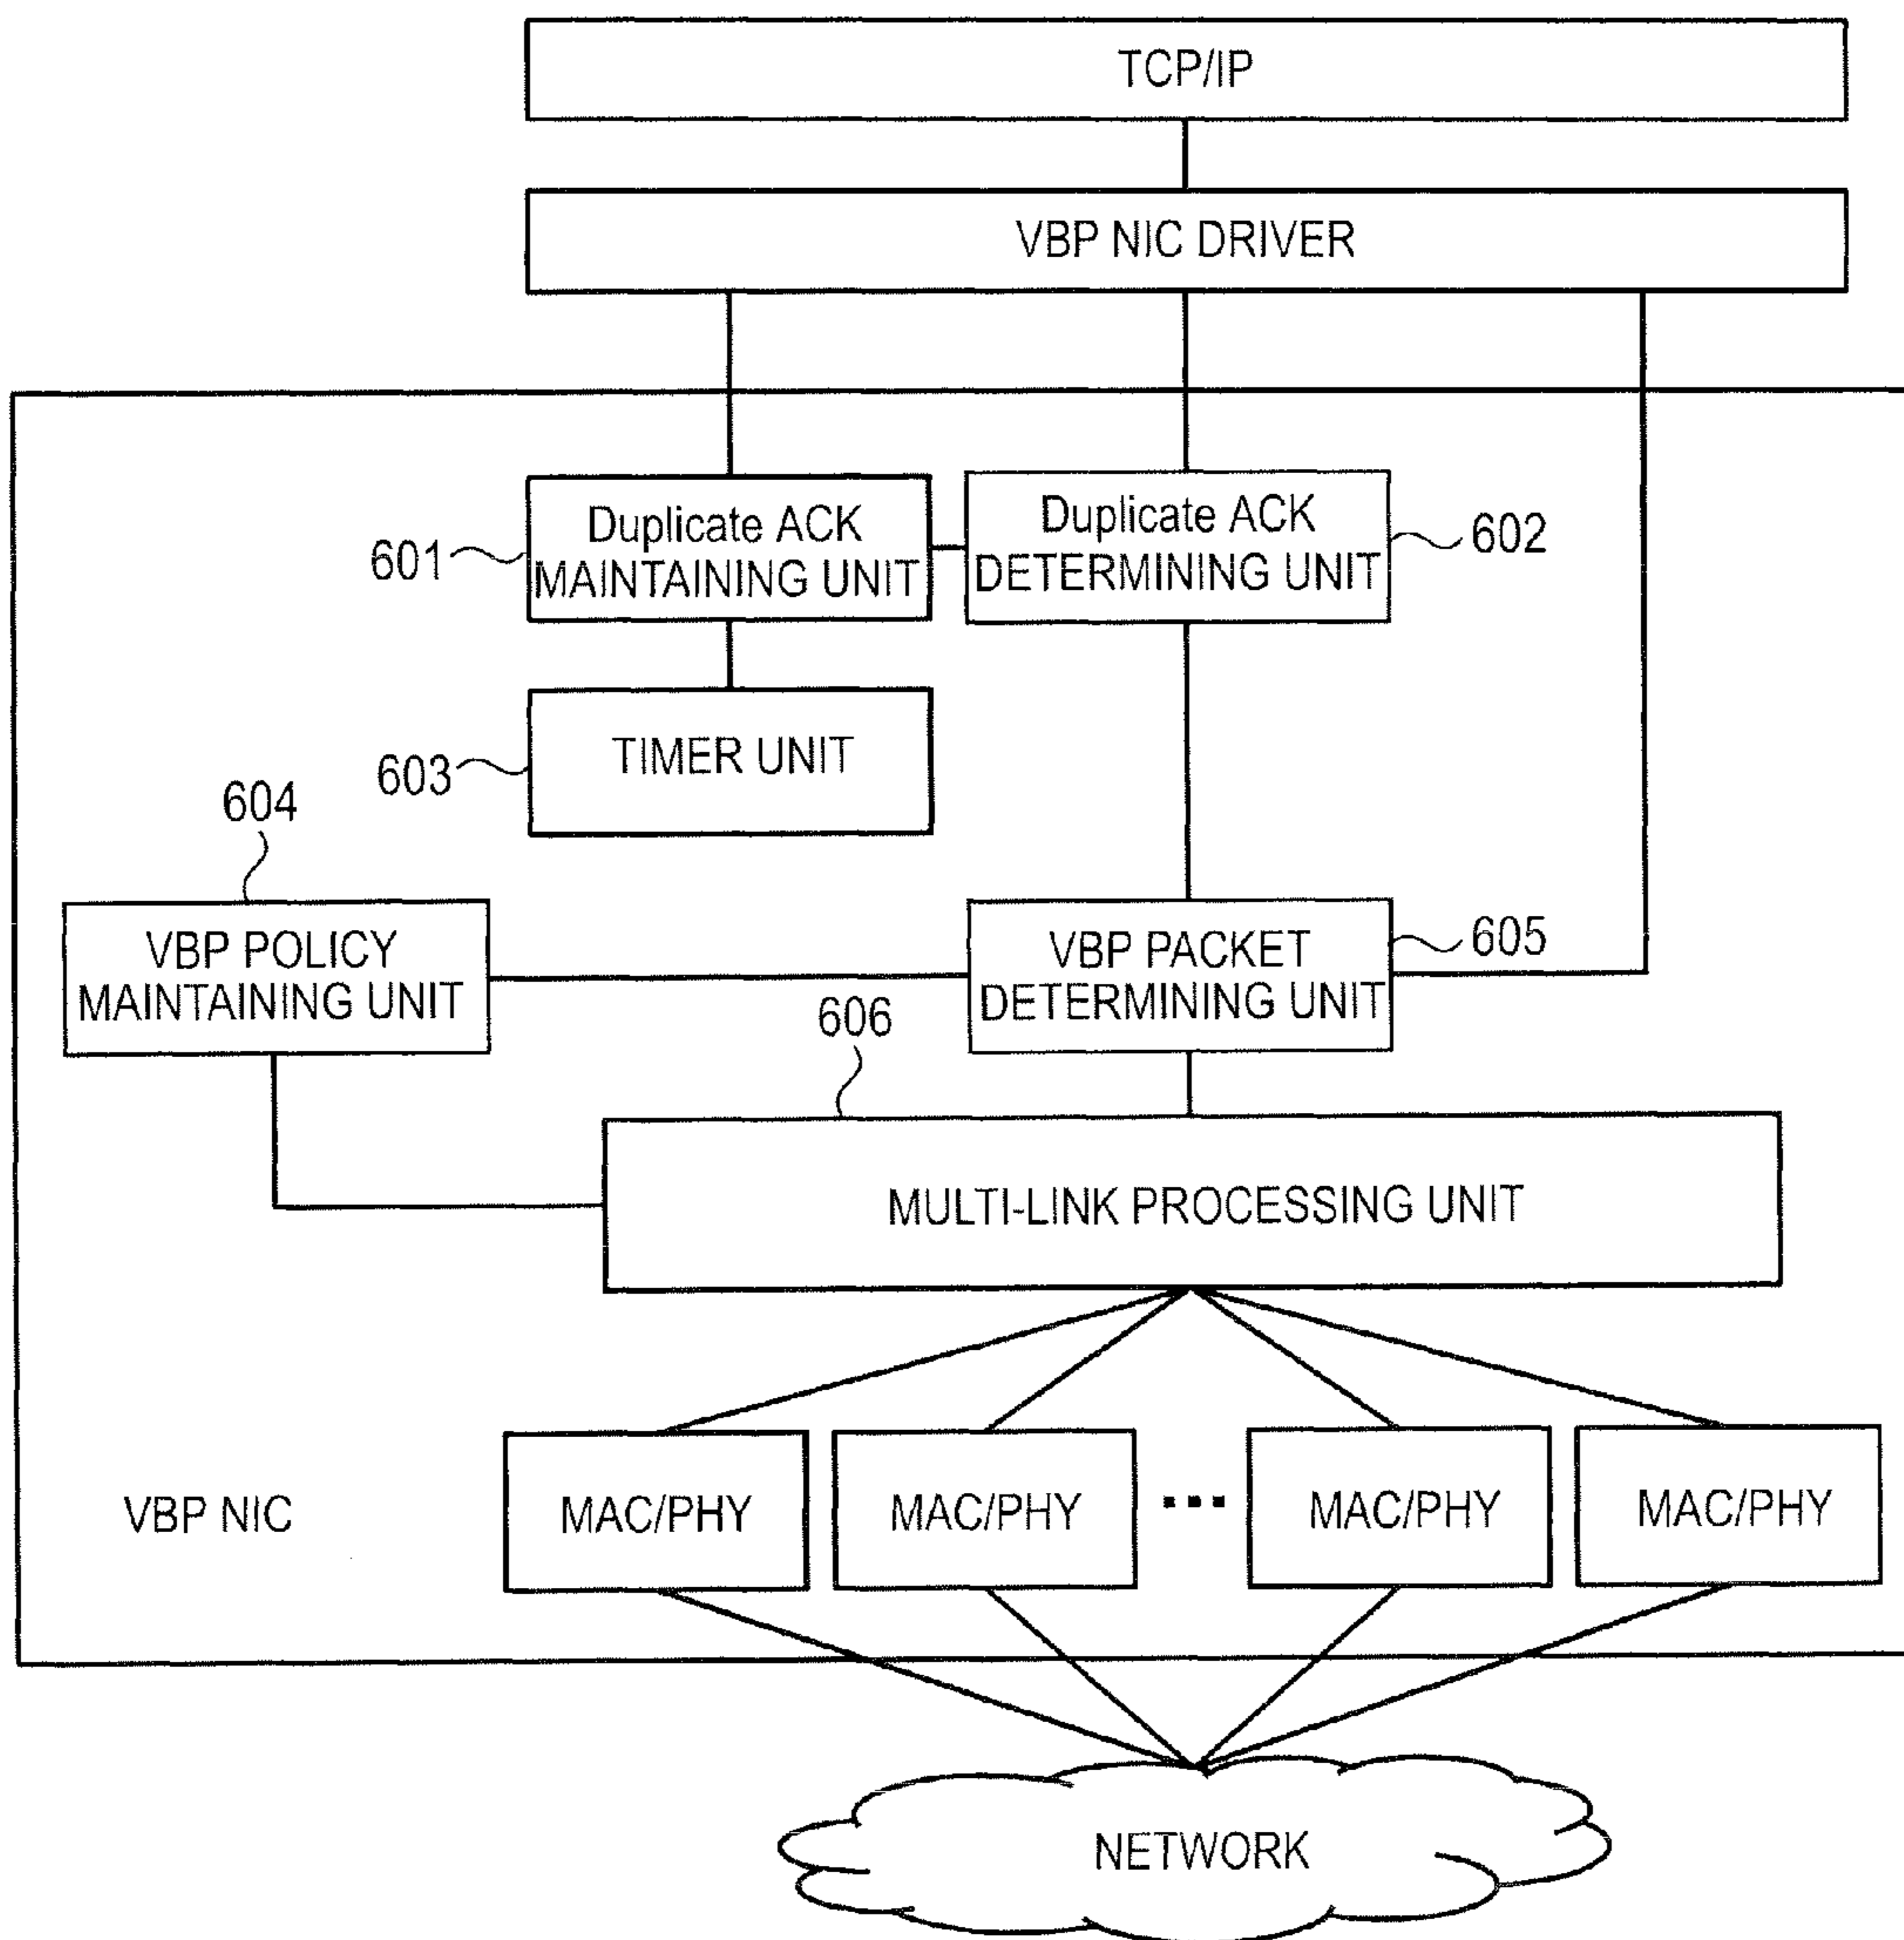 TCP/IP
VBP NIC DRIVER
Duplicate ACK
MAINTAINING UNIT
601
Duplicate ACK
DETERMINING UNIT
602
TIMER UNIT
603
604
VBP POLICY
MAINTAINING UNIT
VBP PACKET
DETERMINING UNIT
605
606
MULTI-LINK PROCESSING UNIT
VBP NIC
MAC/PHY
MAC/PHY
...
MAC/PHY
MAC/PHY
NETWORK